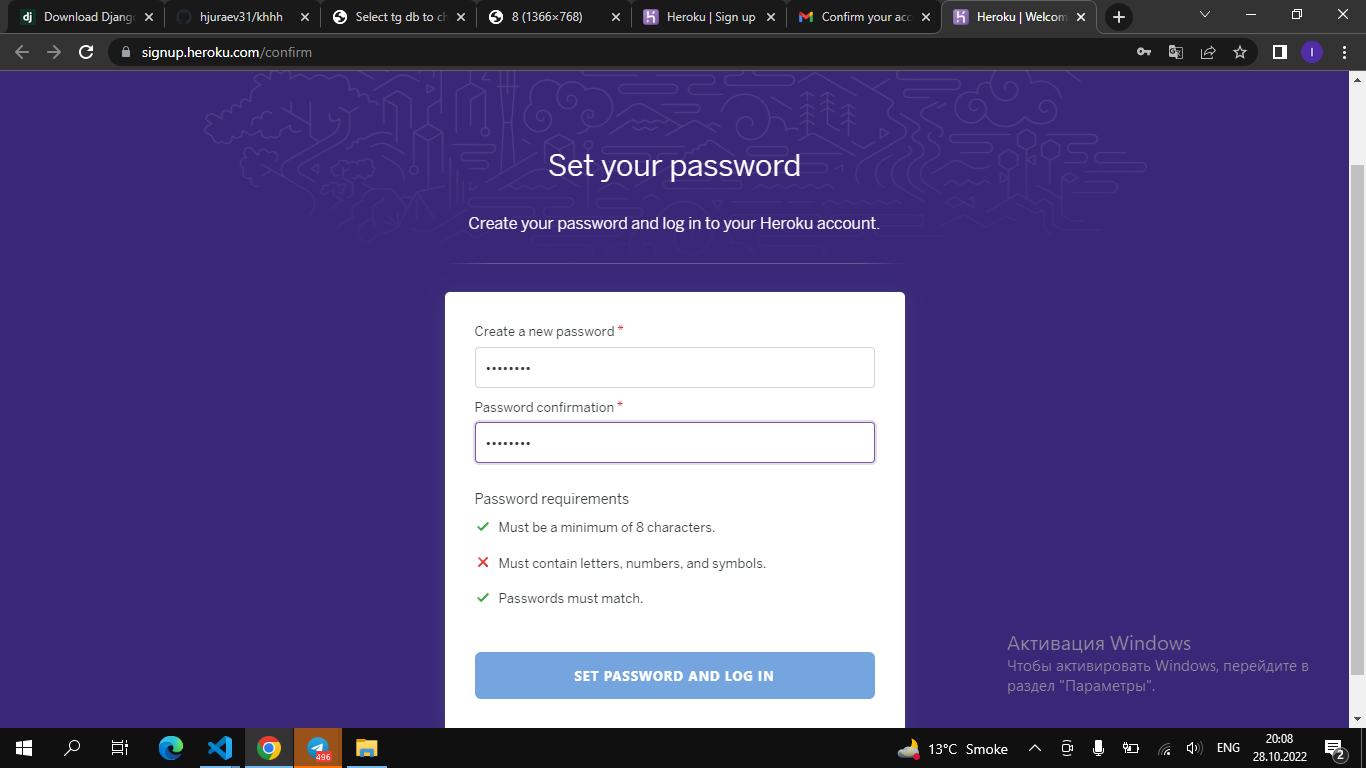 Download Djang
hjuraev31/khhh
Select tg db to ch
8 (1366×768)
Heroku | Sign up
Confirm your acc
Heroku | Welcom
signup.heroku.com/confirm
I
Set your password
Create your password and log in to your Heroku account.
Create a new password *
••••••••
Password confirmation *
••••••••
Password requirements
Must be a minimum of 8 characters.
Must contain letters, numbers, and symbols.
Passwords must match.
SET PASSWORD AND LOG IN
Активация Windows
Чтобы активировать Windows, перейдите в
раздел "Параметры".
496
13°C Smoke
ENG
20:08
28.10.2022
2